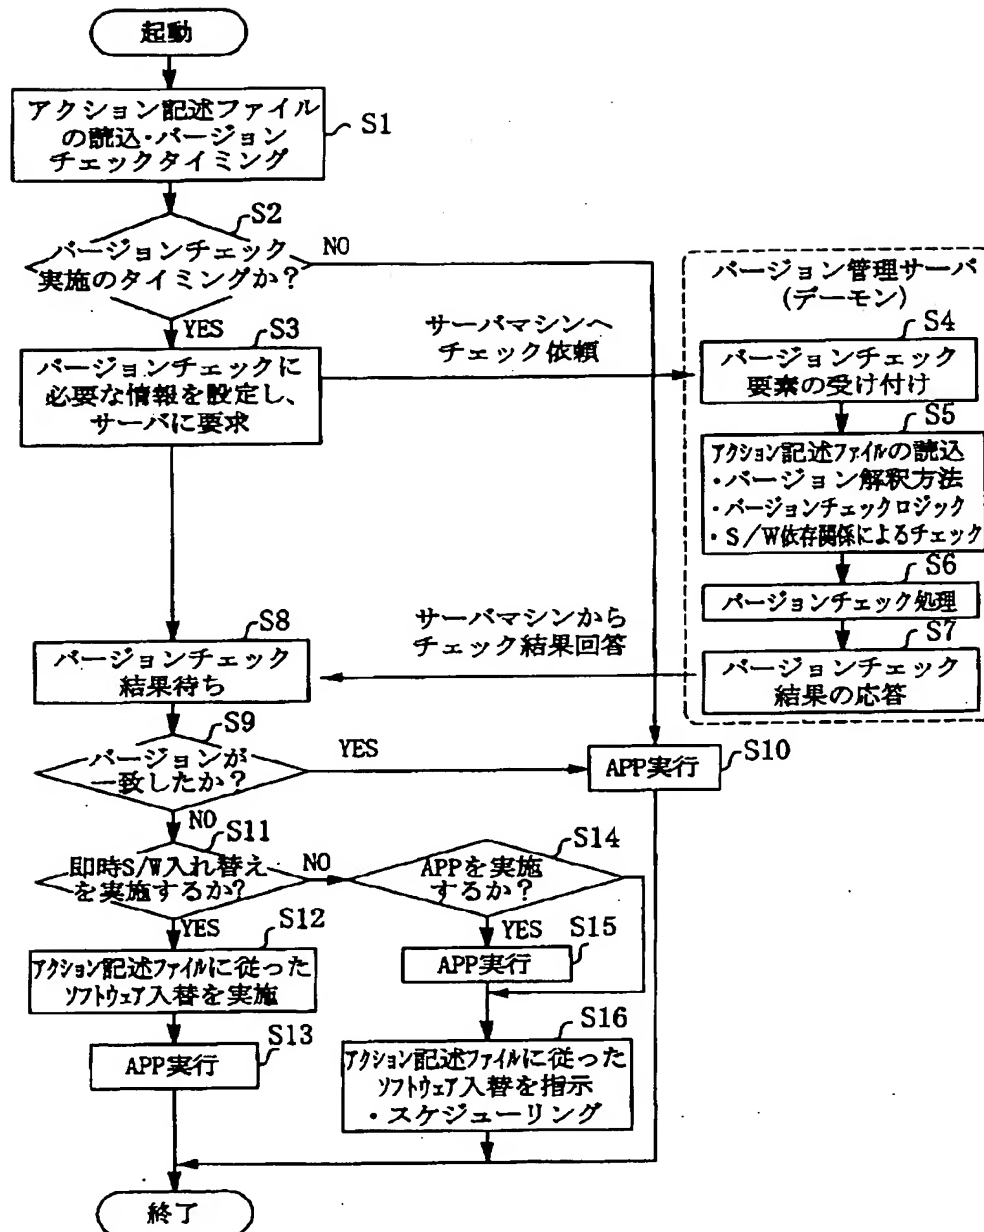 起動
アクション記述ファイル
の読込・バージョン
チェックタイミング
S1
S2
バージョンチェック
実施のタイミングか?
NO
YES
S3
バージョンチェックに
必要な情報を設定し、
サーバに要求
サーバマシンへ
チェック依頼
バージョン管理サーバ
(デーモン)
S4
バージョンチェック
要素の受け付け
S5
アクション記述ファイルの読込
・バージョン解釈方法
・バージョンチェックロジック
・S/W依存関係によるチェック
S6
バージョンチェック処理
S7
バージョンチェック
結果の応答
サーバマシンから
チェック結果回答
S8
バージョンチェック
結果待ち
S9
バージョンが
一致したか?
YES
NO
APP実行
S10
S11
即時S/W入れ替え
を実施するか?
NO
YES
S14
APPを実施
するか?
YES
S12
アクション記述ファイルに従った
ソフトウェア入替を実施
S13
APP実行
S15
APP実行
S16
アクション記述ファイルに従った
ソフトウェア入替を指示
・スケジューリング
終了